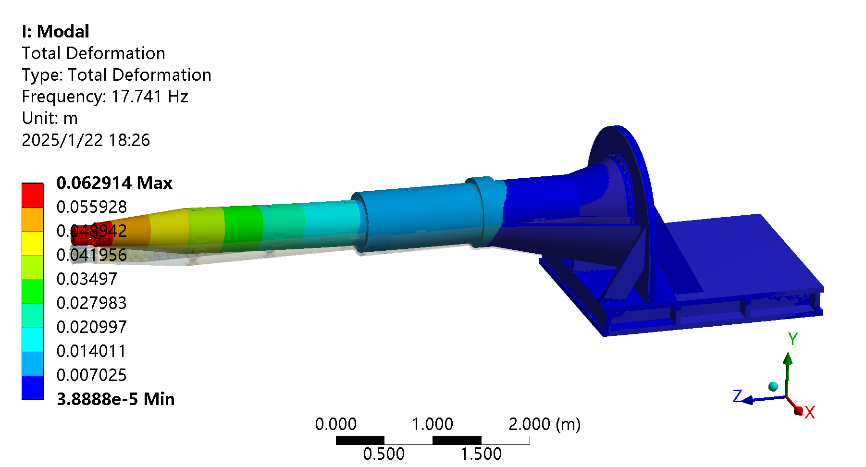 I: Modal
Total Deformation
Type: Total Deformation
Frequency: 17.741 Hz
Unit: m
2025/1/22 18:26
0.062914 Max
0.055928
0.048942
0.041956
0.03497
0.027983
0.020997
0.014011
0.007025
3.8888e-5 Min
Y
Z
X
0.000 1.000 2.000 (m)
0.500 1.500